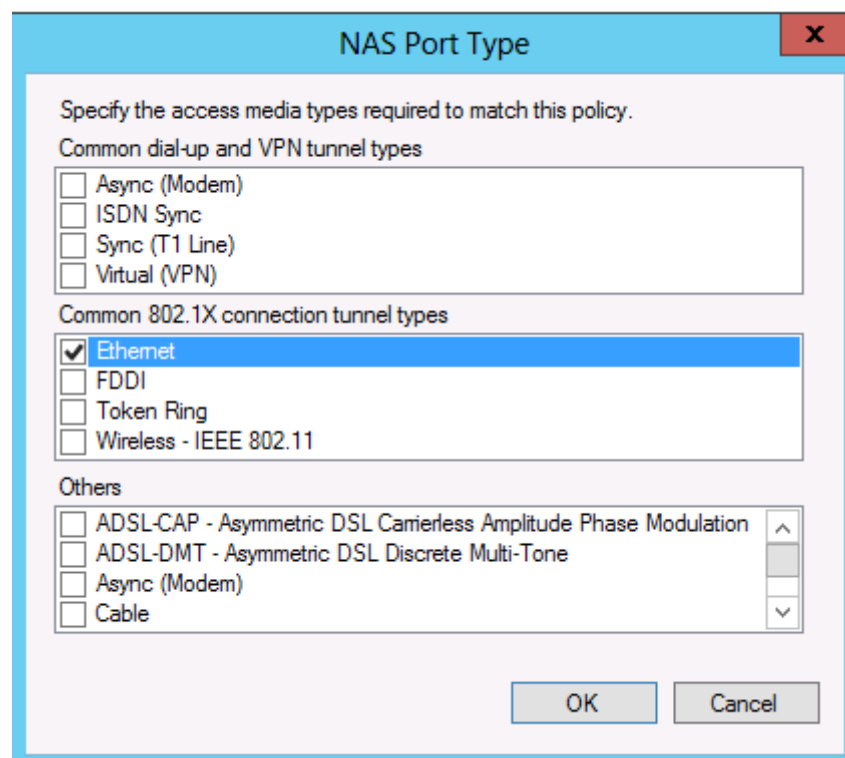 NAS Port Type
x
Specify the access media types required to match this policy.
Common dial-up and VPN tunnel types
Async (Modem)
ISDN Sync
Sync (T1 Line)
Virtual (VPN)
Common 802.1X connection tunnel types
Ethernet
FDDI
Token Ring
Wireless - IEEE 802.11
Others
ADSL-CAP - Asymmetric DSL Carrierless Amplitude Phase Modulation
ADSL-DMT - Asymmetric DSL Discrete Multi-Tone
Async (Modem)
Cable
OK Cancel